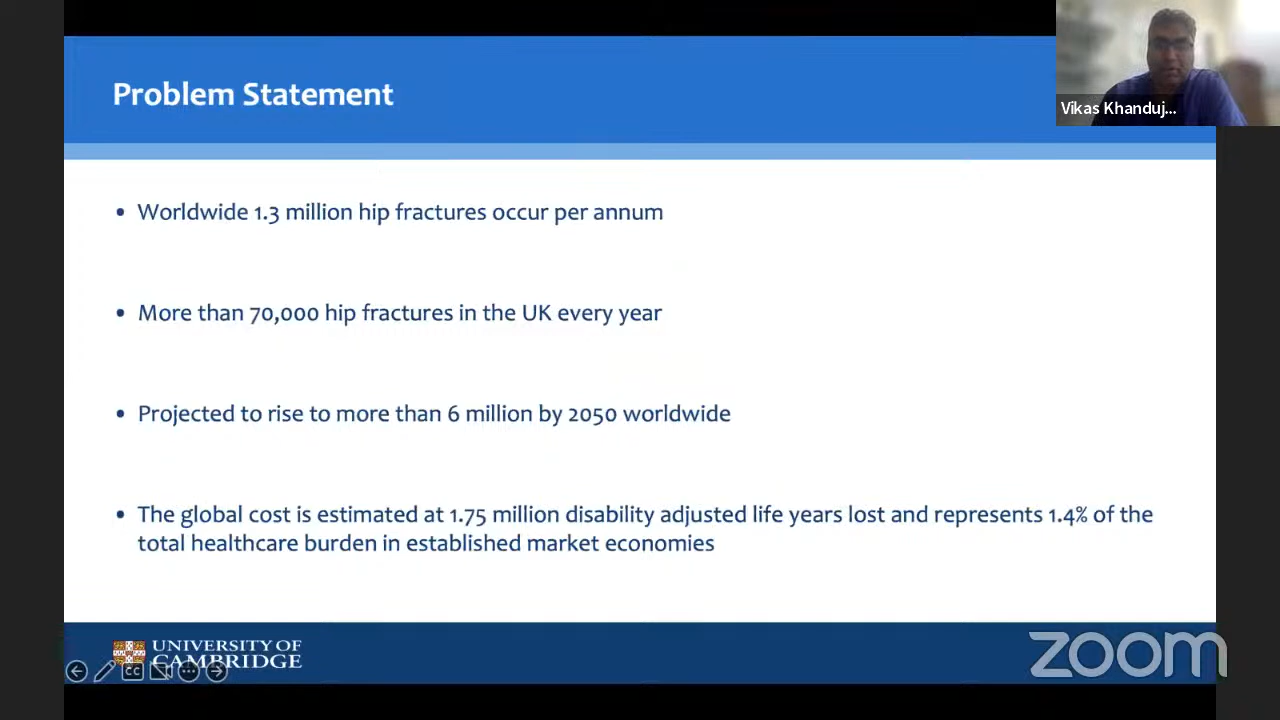 Problem Statement
Vikas Khanduj...
• Worldwide 1.3 million hip fractures occur per annum
• More than 70,000 hip fractures in the UK every year
• Projected to rise to more than 6 million by 2050 worldwide
• The global cost is estimated at 1.75 million disability adjusted life years lost and represents 1.4% of the
total healthcare burden in established market economies
UNIVERSITY OF
CAMBRIDGE
CC
zoom